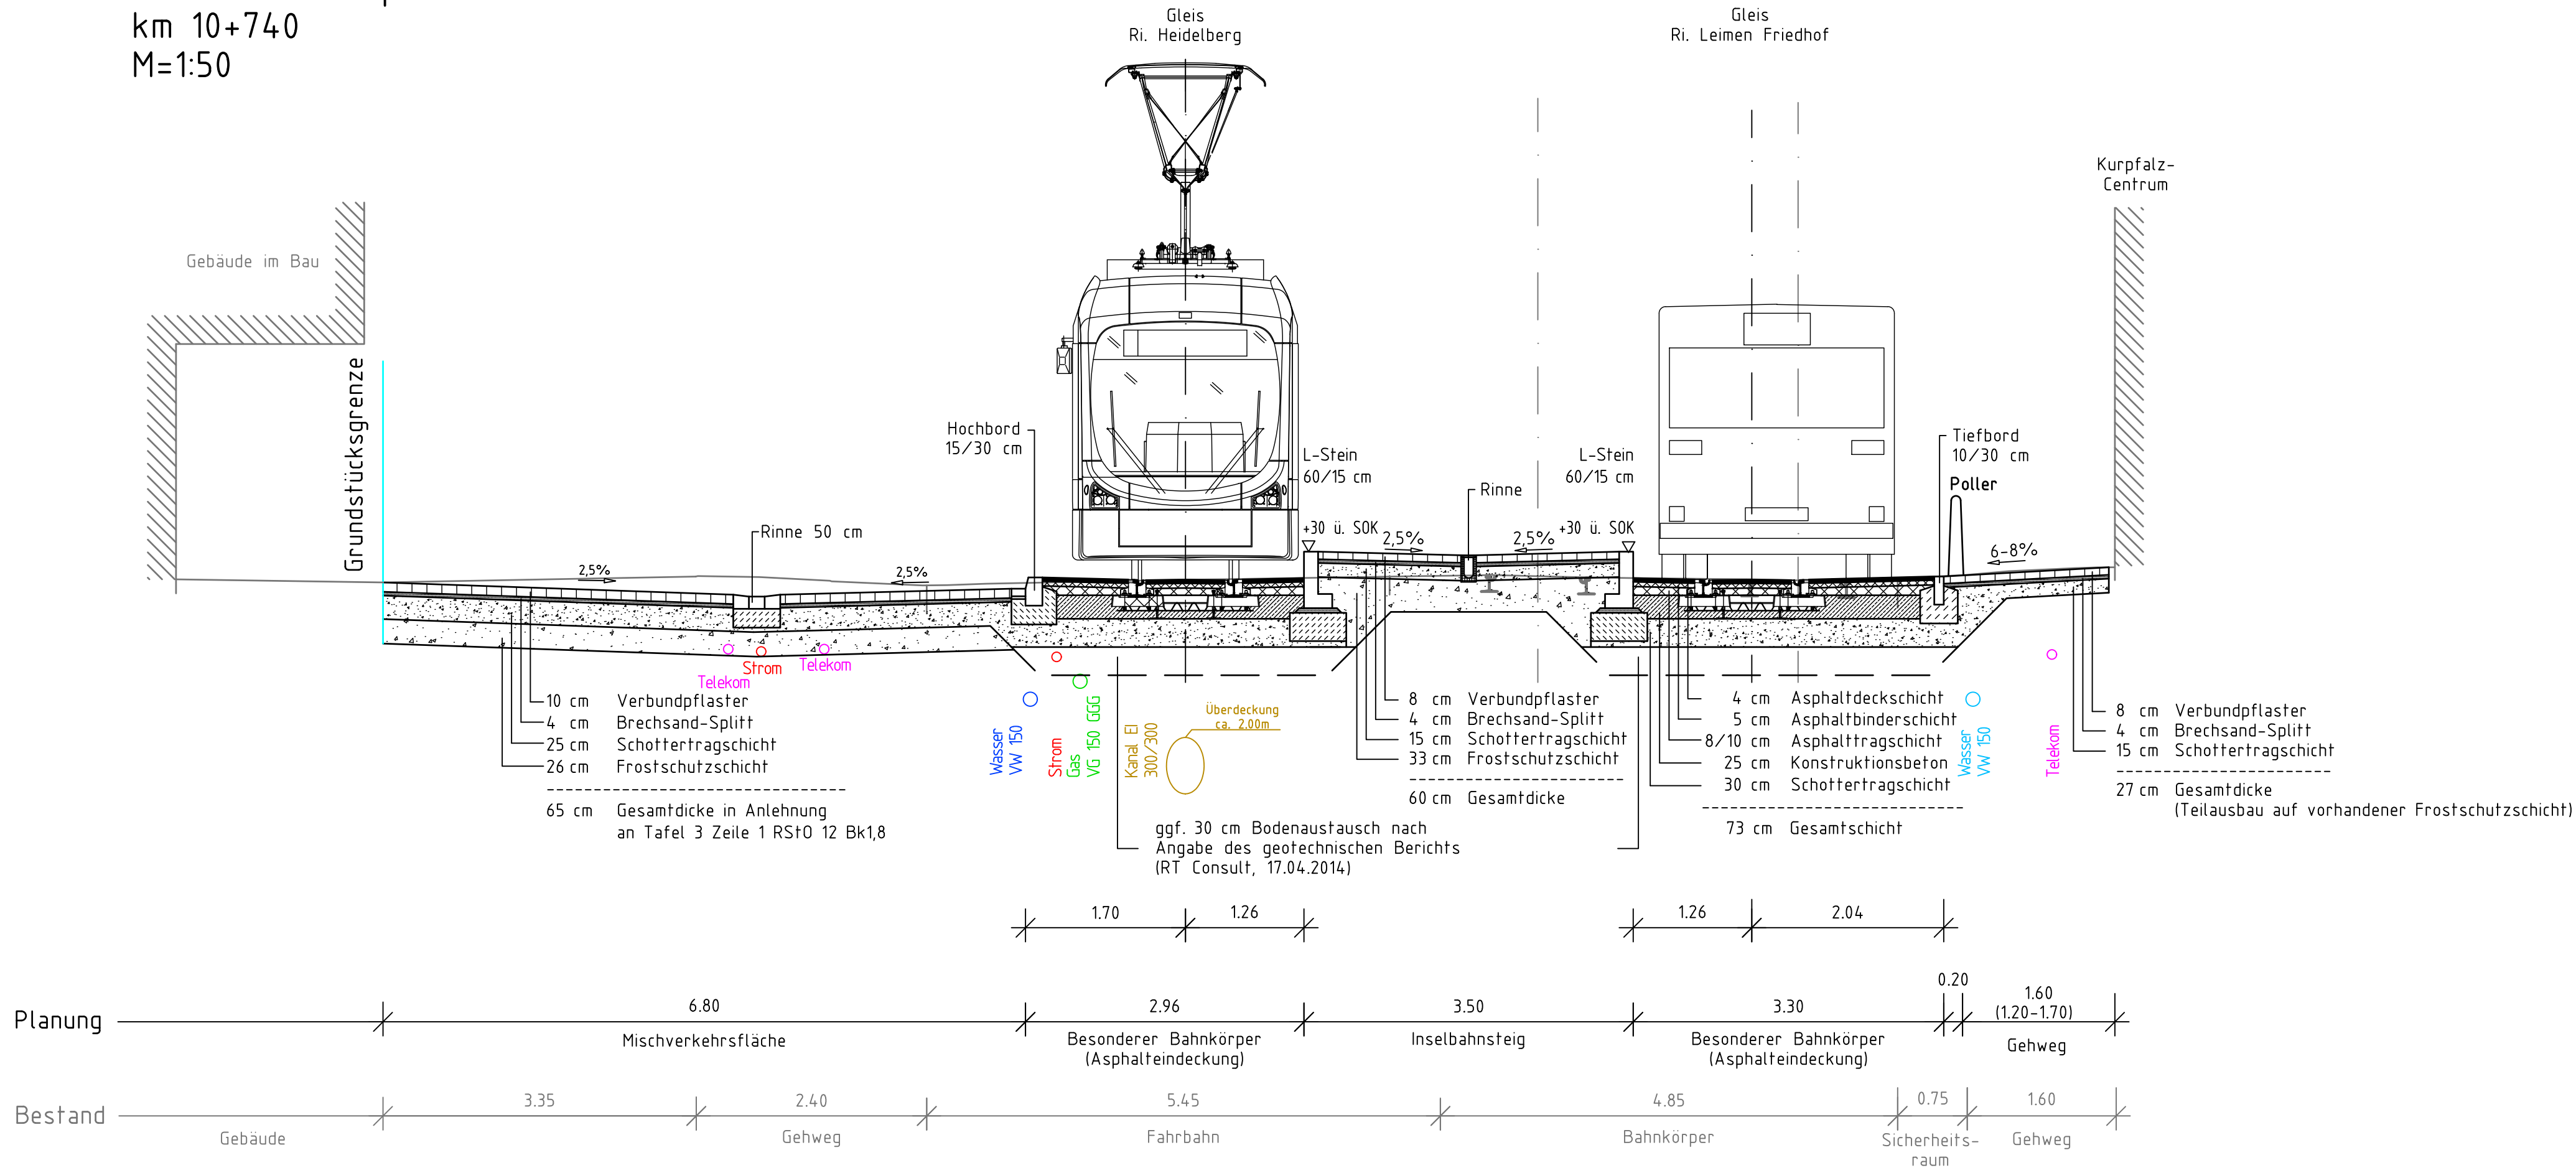 km 10+740
M=1:50
Gleis
Ri. Heidelberg
Gleis
Ri. Leimen Friedhof
Kurpfalz-
Centrum
Gebäude im Bau
Grundstücksgrenze
Hochbord
15/30 cm
L-Stein
60/15 cm
L-Stein
60/15 cm
Tiefbord
10/30 cm
Poller
Rinne
Rinne 50 cm
+30 ü. SOK
2,5%
2,5%
+30 ü. SOK
6-8%
2,5%
2,5%
Telekom
Strom
Telekom
10 cm Verbundpflaster
4 cm Brechsand-Splitt
25 cm Schottertragschicht
26 cm Frostschutzschicht
65 cm Gesamtdicke in Anlehnung
an Tafel 3 Zeile 1 RStO 12 Bk1,8
Wasser
VW 150
Strom
Gas
VG 150 GGG
Kanal EI
300/300
Überdeckung
ca. 2,00m
8 cm Verbundpflaster
4 cm Brechsand-Splitt
15 cm Schottertragschicht
33 cm Frostschutzschicht
60 cm Gesamtdicke
ggf. 30 cm Bodenaustausch nach
Angabe des geotechnischen Berichts
(RT Consult, 17.04.2014)
4 cm Asphaltdeckschicht
5 cm Asphaltbinderschicht
8/10 cm Asphalttragschicht
25 cm Konstruktionsbeton
30 cm Schottertragschicht
73 cm Gesamtschicht
Wasser
VW 150
Telekom
8 cm Verbundpflaster
4 cm Brechsand-Splitt
15 cm Schottertragschicht
27 cm Gesamtdicke
(Teilausbau auf vorhandener Frostschutzschicht)
1.70 1.26 1.26 2.04
Planung 6.80 2.96 3.50 3.30 0.20 1.60
(1.20-1.70)
Mischverkehrsfläche Besonderer Bahnkörper Inselbahnsteig Besonderer Bahnkörper Gehweg
(Asphalteindeckung) (Asphalteindeckung)
Bestand 3.35 2.40 5.45 4.85 0.75 1.60
Gebäude Gehweg Fahrbahn Bahnkörper Sicherheits- Gehweg
raum